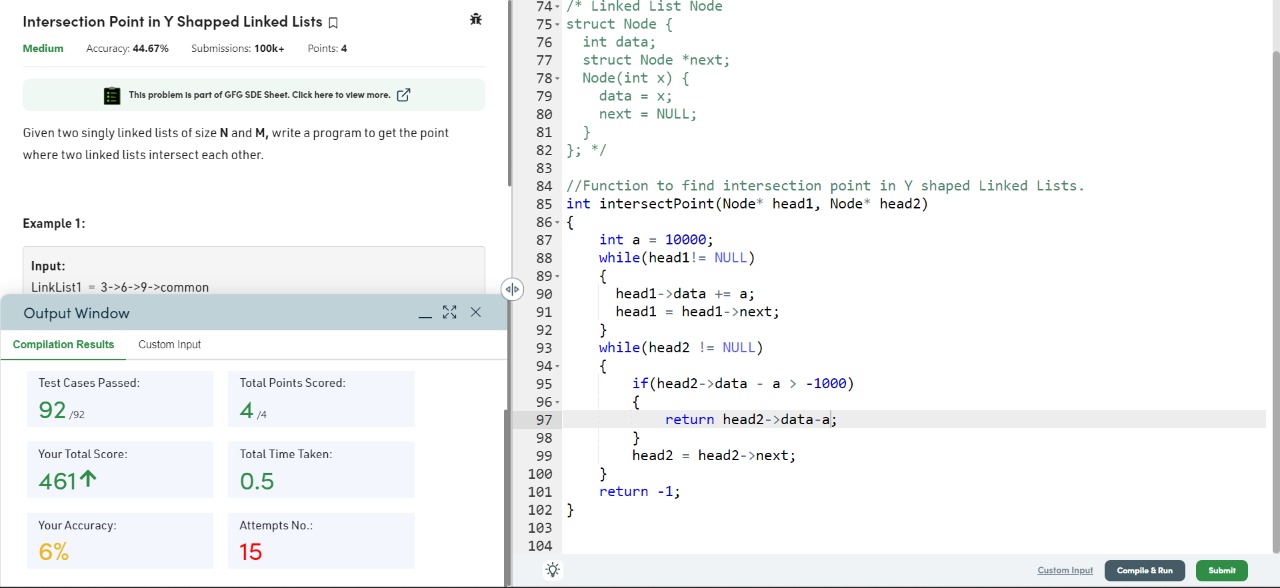 Intersection Point in Y Shapped Linked Lists
Medium Accuracy: 44.67% Submissions: 100k+ Points: 4
This problem is part of GFG SDE Sheet. Click here to view more.
Given two singly linked lists of size N and M, write a program to get the point
where two linked lists intersect each other.
Example 1:
Input:
LinkList1 = 3->6->9->common
Output Window
Compilation Results Custom Input
Test Cases Passed: Total Points Scored:
92 /92 4 /4
Your Total Score: Total Time Taken:
461↑ 0.5
Your Accuracy: Attempts No.:
6% 15
74 /* Linked List Node
75 struct Node {
76 int data;
77 struct Node *next;
78 Node(int x) {
79 data = x;
80 next = NULL;
81 }
82 }; */
83
84 //Function to find intersection point in Y shaped Linked Lists.
85 int intersectPoint(Node* head1, Node* head2)
86 {
87 int a = 10000;
88 while(head1!= NULL)
89 {
90 head1->data += a;
91 head1 = head1->next;
92 }
93 while(head2 != NULL)
94 {
95 if(head2->data - a > -1000)
96 {
97 return head2->data-a;
98 }
99 head2 = head2->next;
100 }
101 return -1;
102 }
103
104
Custom Input Compile & Run Submit